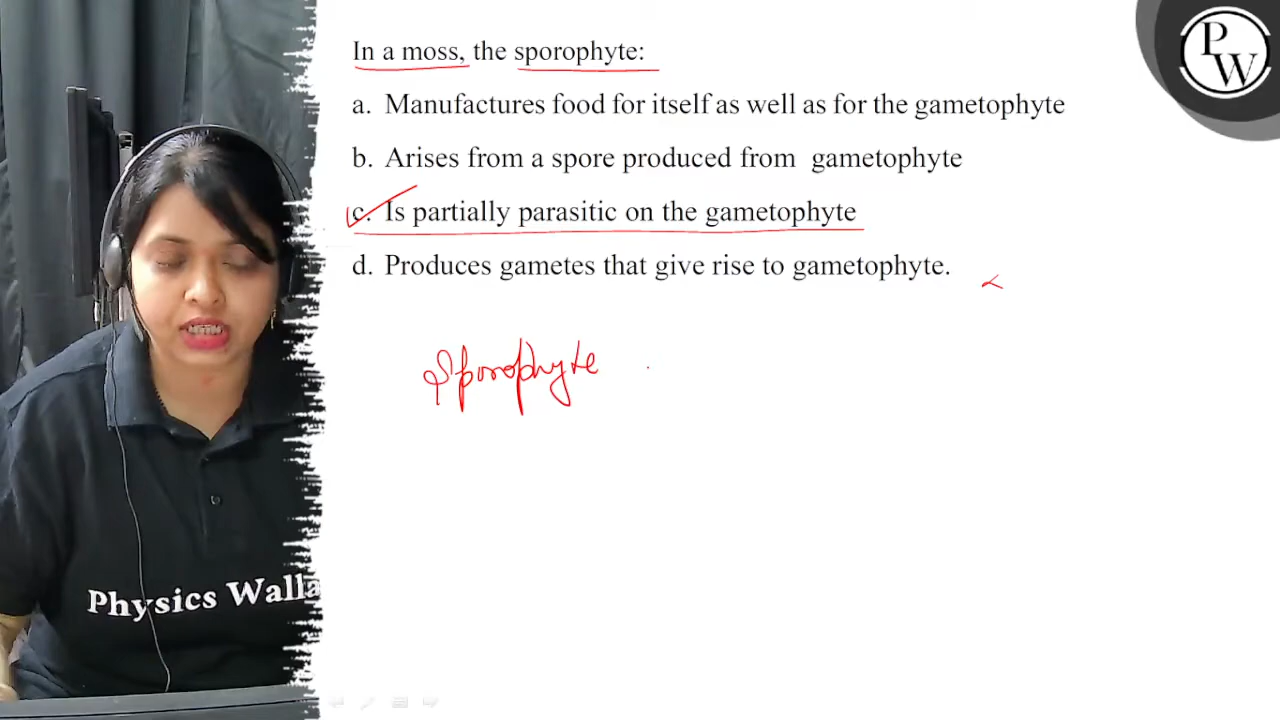 PW
In a moss, the sporophyte:
a. Manufactures food for itself as well as for the gametophyte
b. Arises from a spore produced from gametophyte
c. Is partially parasitic on the gametophyte
d. Produces gametes that give rise to gametophyte.
Sporophyte
Physics Walla